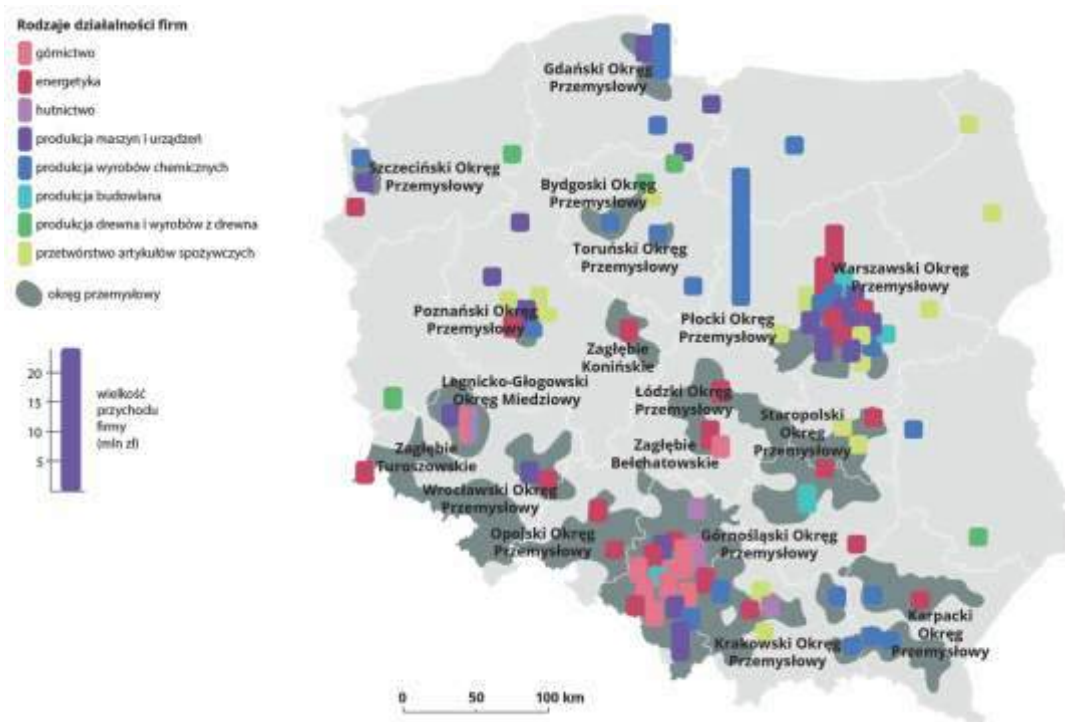 Rodzaje działalności firm
górnictwo
energetyka
hutnictwo
produkcja maszyn i urządzeń
produkcja wyrobów chemicznych
produkcja budowlana
produkcja drewna i wyrobów z drewna
przetwórstwo artykułów spożywczych
okręg przemysłowy
20
15
10
5
wielkość
przychodu
firmy
(mln zł)
Gdański Okręg
Przemysłowy
Szczeciński Okręg
Przemysłowy
Bydgoski Okręg
Przemysłowy
Toruński Okręg
Przemysłowy
Warszawski Okręg
Przemysłowy
Poznański Okręg
Przemysłowy
Płocki Okręg
Przemysłowy
Zagłębie
Konińskie
Legnicko-Głogowski
Okręg Miedziowy
Łódzki Okręg
Przemysłowy
Staropolski
Okręg
Przemysłowy
Zagłębie
Turoszowskie
Zagłębie
Bełchatowskie
Wrocławski Okręg
Przemysłowy
Opolski Okręg
Przemysłowy
Górnośląski Okręg
Przemysłowy
Karpacki
Okręg
Przemysłowy
Krakowski Okręg
Przemysłowy
0 50 100 km